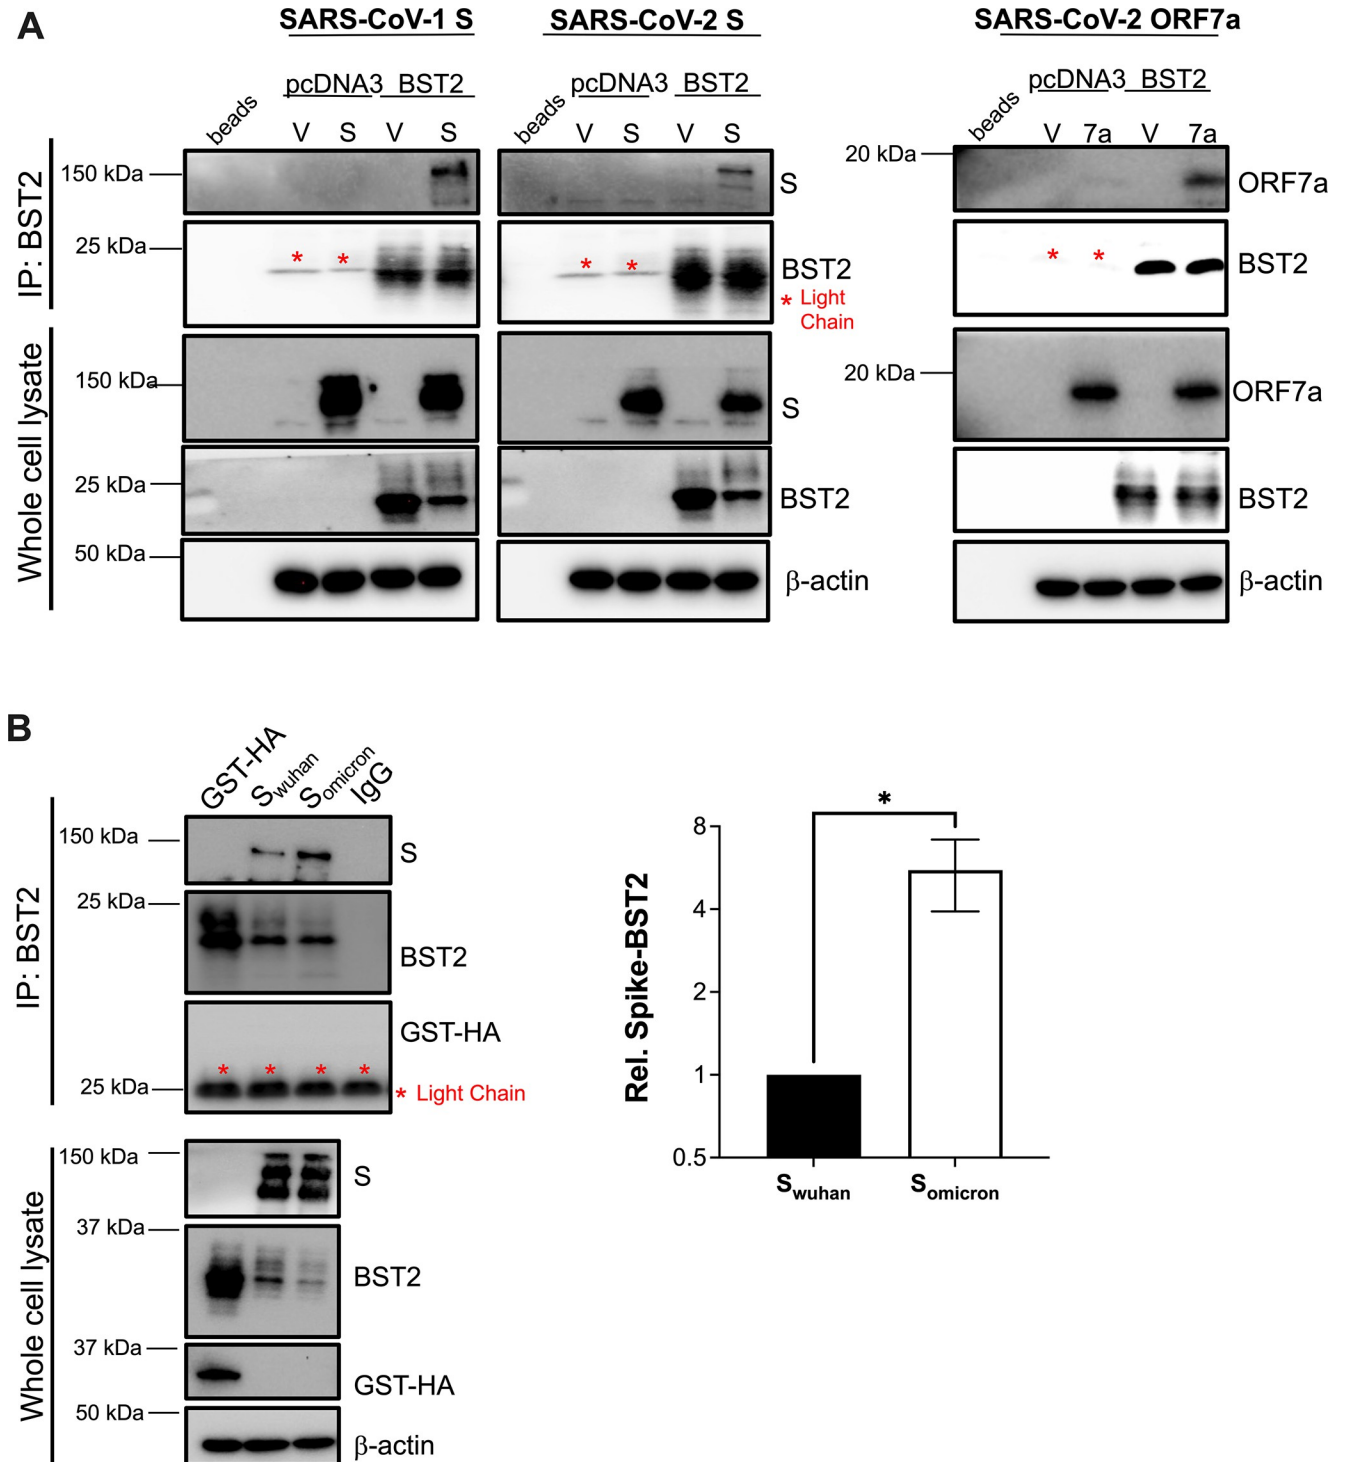 A
SARS-CoV-1 S
SARS-CoV-2 S
SARS-CoV-2 ORF7a
beads
pcDNA3
BST2
V
S
V
S
beads
pcDNA3
BST2
V
S
V
S
beads
pcDNA3
BST2
V
7a
V
7a
IP: BST2
150 kDa
S
20 kDa
ORF7a
25 kDa
* *
* *
BST2
* Light
Chain
* *
BST2
Whole cell lysate
150 kDa
S
20 kDa
ORF7a
25 kDa
BST2
BST2
50 kDa
β-actin
β-actin
B
GST-HA
Swuhan
Somicron
IgG
IP: BST2
150 kDa
S
25 kDa
BST2
GST-HA
* * * *
25 kDa
* Light Chain
Whole cell lysate
150 kDa
S
37 kDa
BST2
37 kDa
GST-HA
50 kDa
β-actin
Rel. Spike-BST2
*
8
4
2
1
0.5
Swuhan
Somicron